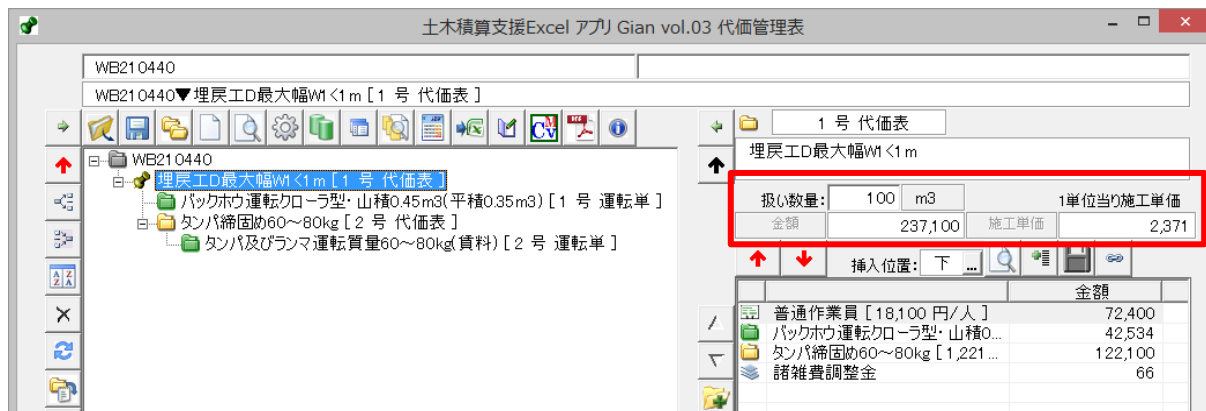 土木積算支援Excel アプリ Gian vol.03 代価管理表
WB210440
WB210440▼埋戻工D最大幅W1<1m [ 1 号 代価表 ]
WB210440
埋戻工D最大幅W1<1m [ 1 号 代価表 ]
バックホウ運転クローラ型・山積0.45m3(平積0.35m3) [ 1 号 運転単 ]
タンパ締固め60～80kg [ 2 号 代価表 ]
タンパ及びランマ運転質量60～80kg(賃料) [ 2 号 運転単 ]
1 号 代価表
埋戻工D最大幅W1<1m
扱い数量: 100 m3 1単位当り施工単価
金額 237,100 施工単価 2,371
挿入位置: 下 ...
金額
普通作業員 [ 18,100 円/人 ] 72,400
バックホウ運転クローラ型・山積0... 42,534
タンパ締固め60～80kg [ 1,221 ... 122,100
諸雑費調整金 66